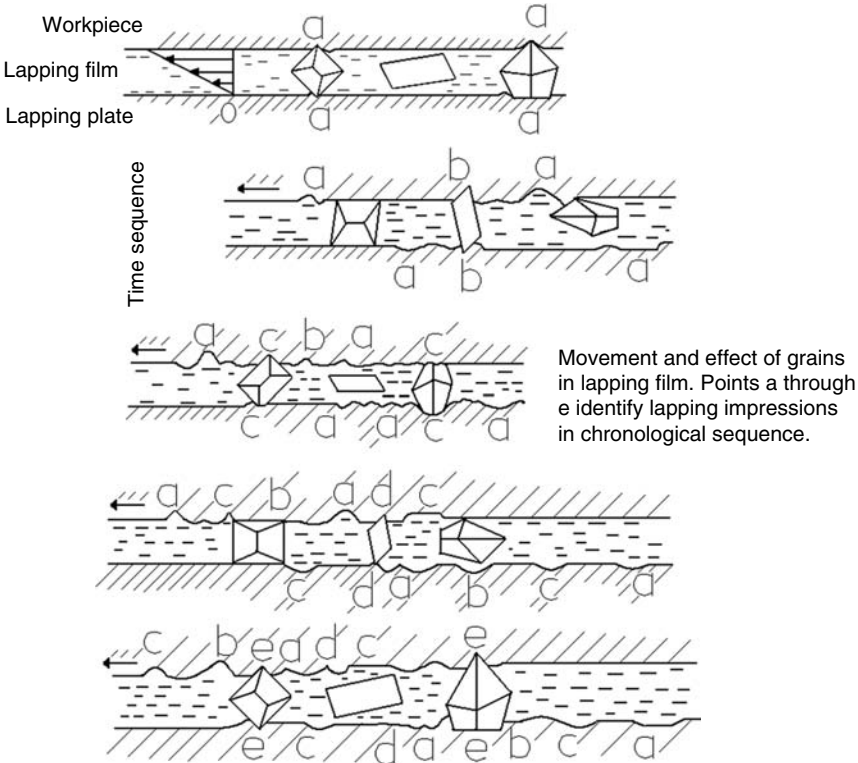 Workpiece a a
Lapping film
Lapping plate 0 a a
Time sequence
a b a
a b a
a c b a c
c a a c a
Movement and effect of grains
in lapping film. Points a through
e identify lapping impressions
in chronological sequence.
a c b a d c
c d a b c a
c b e a d c e
e c d a e b c a